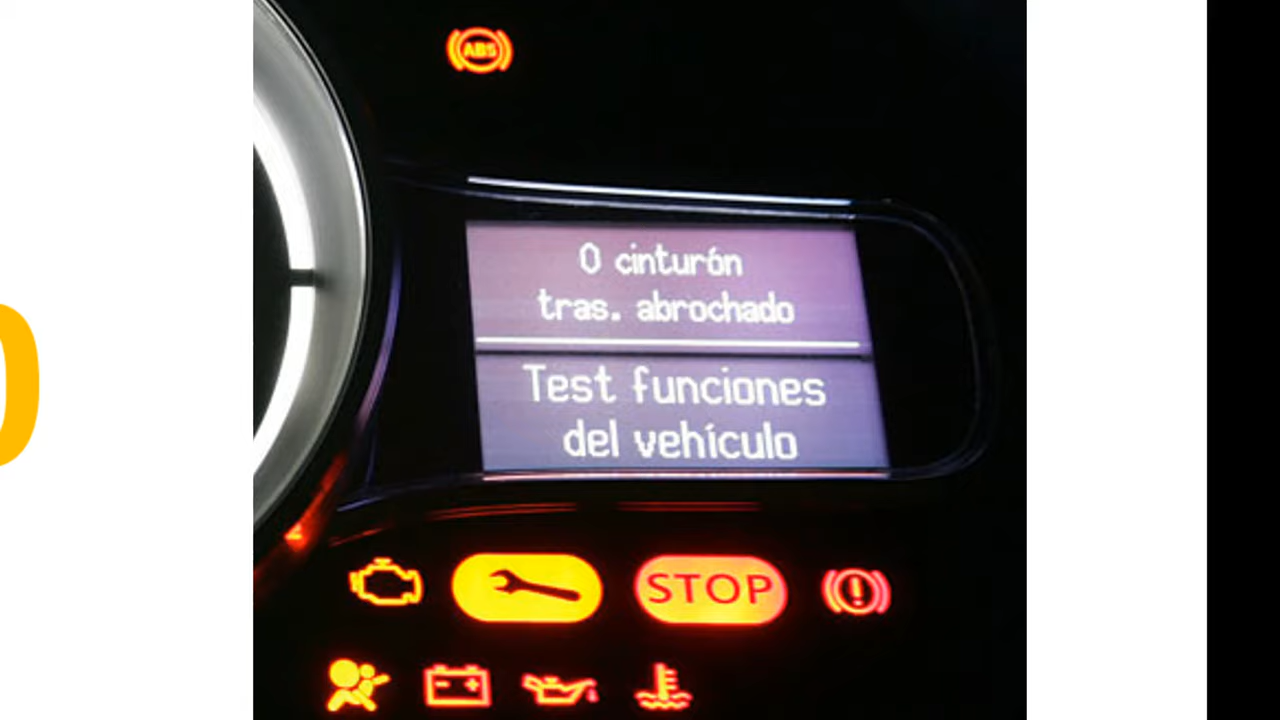 ABS
0 cinturón
tras. abrochado
Test funciones
del vehículo
STOP